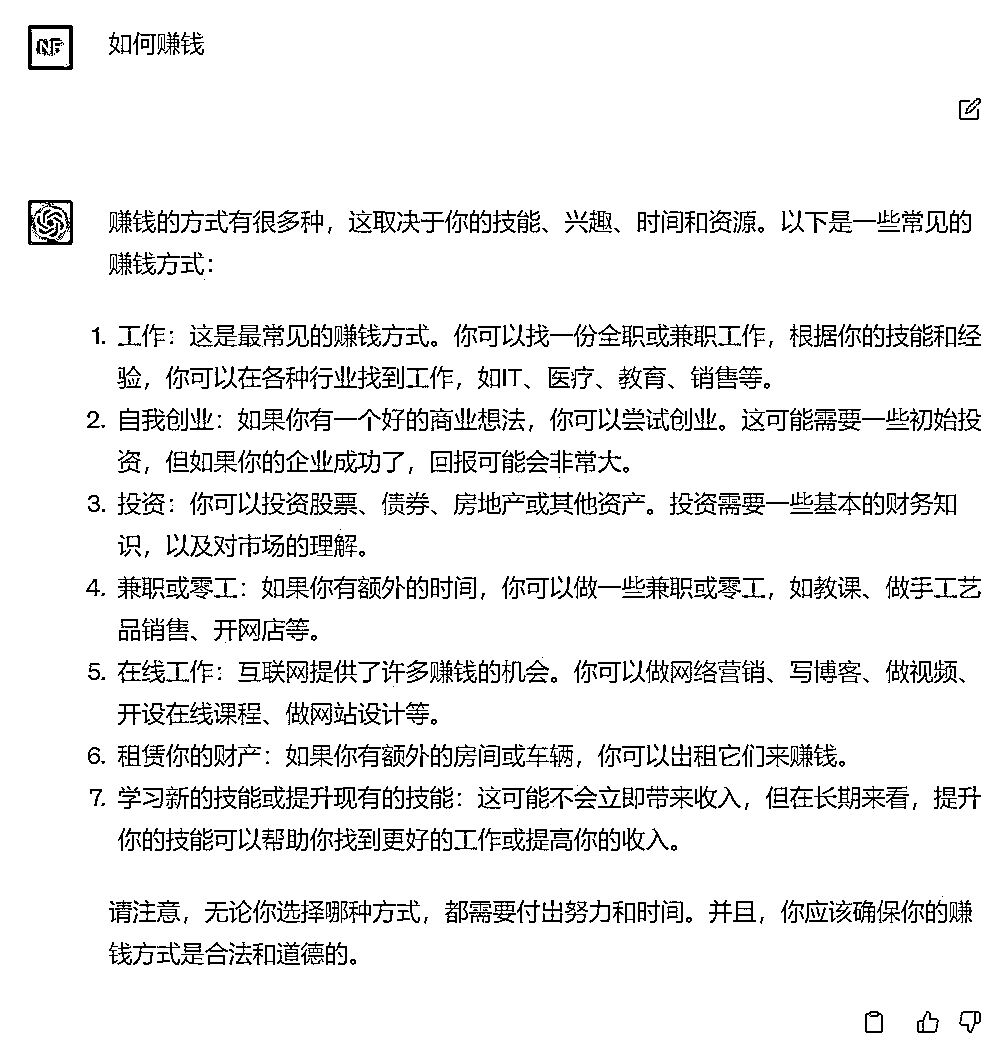 NF
如何赚钱
赚钱的方式有很多种，这取决于你的技能、兴趣、时间和资源。以下是一些常见的
赚钱方式：
1. 工作：这是最常见的赚钱方式。你可以找一份全职或兼职工作，根据你的技能和经
验，你可以在各种行业找到工作，如IT、医疗、教育、销售等。
2. 自我创业：如果你有一个好的商业想法，你可以尝试创业。这可能需要一些初始投
资，但如果你的企业成功了，回报可能会非常大。
3. 投资：你可以投资股票、债券、房地产或其他资产。投资需要一些基本的财务知
识，以及对市场的理解。
4. 兼职或零工：如果你有额外的时间，你可以做一些兼职或零工，如教课、做手工艺
品销售、开网店等。
5. 在线工作：互联网提供了许多赚钱的机会。你可以做网络营销、写博客、做视频、
开设在线课程、做网站设计等。
6. 租赁你的财产：如果你有额外的房间或车辆，你可以出租它们来赚钱。
7. 学习新的技能或提升现有的技能：这可能不会立即带来收入，但在长期来看，提升
你的技能可以帮助你找到更好的工作或提高你的收入。
请注意，无论你选择哪种方式，都需要付出努力和时间。并且，你应该确保你的赚
钱方式是合法和道德的。